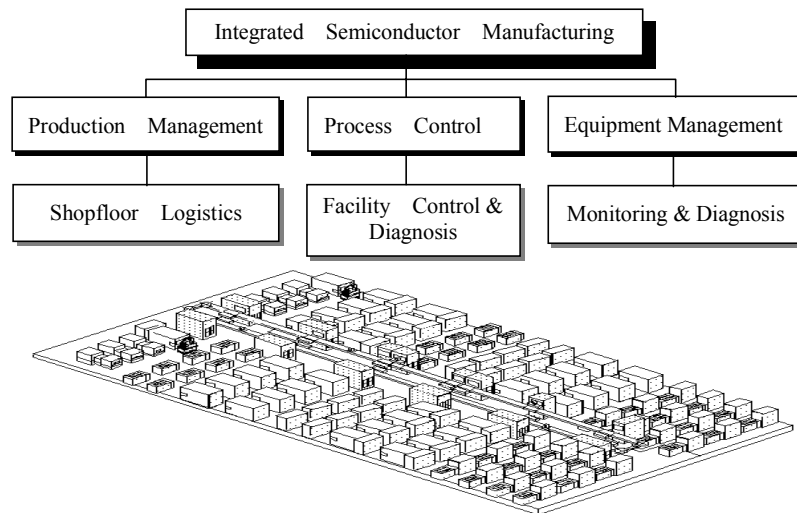 Integrated Semiconductor Manufacturing
Production Management
Process Control
Equipment Management
Shopfloor Logistics
Facility Control &
Diagnosis
Monitoring & Diagnosis